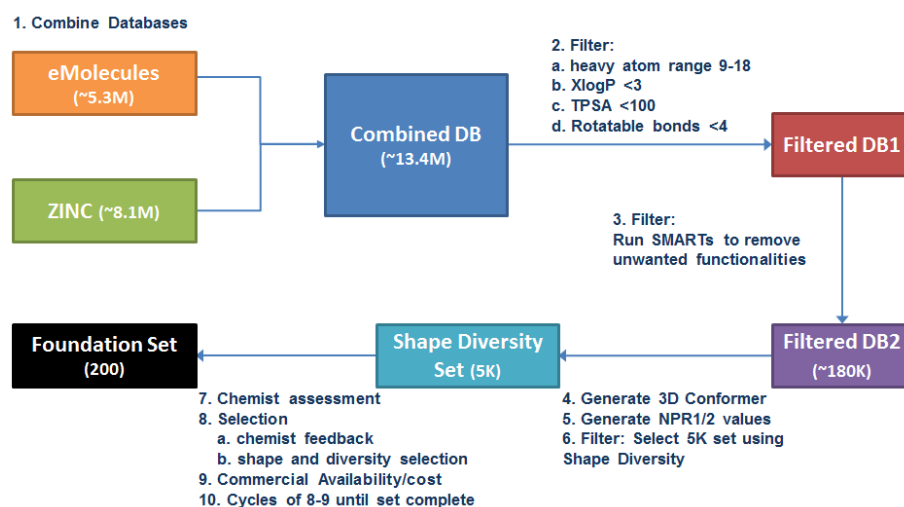 1. Combine Databases
eMolecules
(~5.3M)
ZINC (~8.1M)
Combined DB
(~13.4M)
2. Filter:
a. heavy atom range 9-18
b. XlogP <3
c. TPSA <100
d. Rotatable bonds <4
Filtered DB1
3. Filter:
Run SMARTs to remove
unwanted functionalities
Filtered DB2
(~180K)
4. Generate 3D Conformer
5. Generate NPR1/2 values
6. Filter: Select 5K set using
Shape Diversity
Shape Diversity
Set (5K)
7. Chemist assessment
8. Selection
a. chemist feedback
b. shape and diversity selection
9. Commercial Availability/cost
10. Cycles of 8-9 until set complete
Foundation Set
(200)